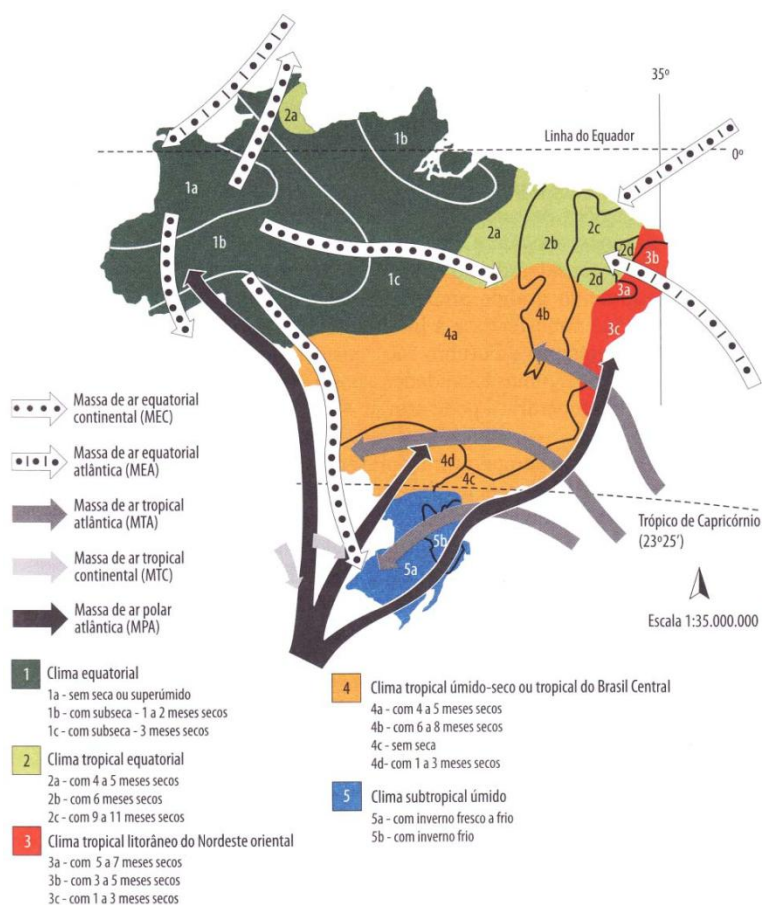 35º
2a
1b
Linha do Equador
0º
1a
1b
2a
2b
2c
2d
3b
2d
3a
1c
4b
3c
4a
4d
4c
5b
5a
Trópico de Capricórnio
(23º25')
Escala 1:35.000.000
Massa de ar equatorial
continental (MEC)
Massa de ar equatorial
atlântica (MEA)
Massa de ar tropical
atlântica (MTA)
Massa de ar tropical
continental (MTC)
Massa de ar polar
atlântica (MPA)
1 Clima equatorial
1a - sem seca ou superúmido
1b - com subseca - 1 a 2 meses secos
1c - com subseca - 3 meses secos
2 Clima tropical equatorial
2a - com 4 a 5 meses secos
2b - com 6 meses secos
2c - com 9 a 11 meses secos
3 Clima tropical litorâneo do Nordeste oriental
3a - com 5 a 7 meses secos
3b - com 3 a 5 meses secos
3c - com 1 a 3 meses secos
4 Clima tropical úmido-seco ou tropical do Brasil Central
4a - com 4 a 5 meses secos
4b - com 6 a 8 meses secos
4c - sem seca
4d- com 1 a 3 meses secos
5 Clima subtropical úmido
5a - com inverno fresco a frio
5b - com inverno frio